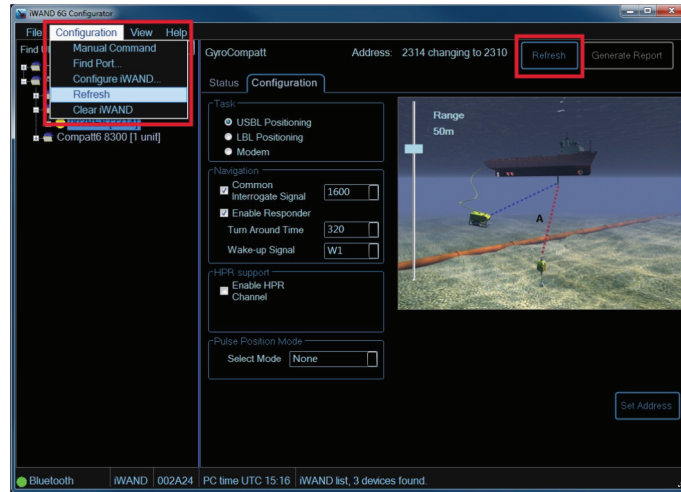 iWAND 6G Configurator
File Configuration View Help
Manual Command
Find Port...
Configure iWAND...
Refresh
Clear iWAND
Compatt6 8300 [1 unit]
GyroCompatt Address: 2314 changing to 2310 Refresh Generate Report
Status Configuration
Task
USBL Positioning
LBL Positioning
Modem
Navigation
Common
Interrogate Signal 1600
Enable Responder
Turn Around Time 320
Wake-up Signal W1
HPR support
Enable HPR
Channel
Pulse Position Mode
Select Mode None
Range
50m
A
Set Address
Bluetooth iWAND 002A24 PC time UTC 15:16 iWAND list, 3 devices found.